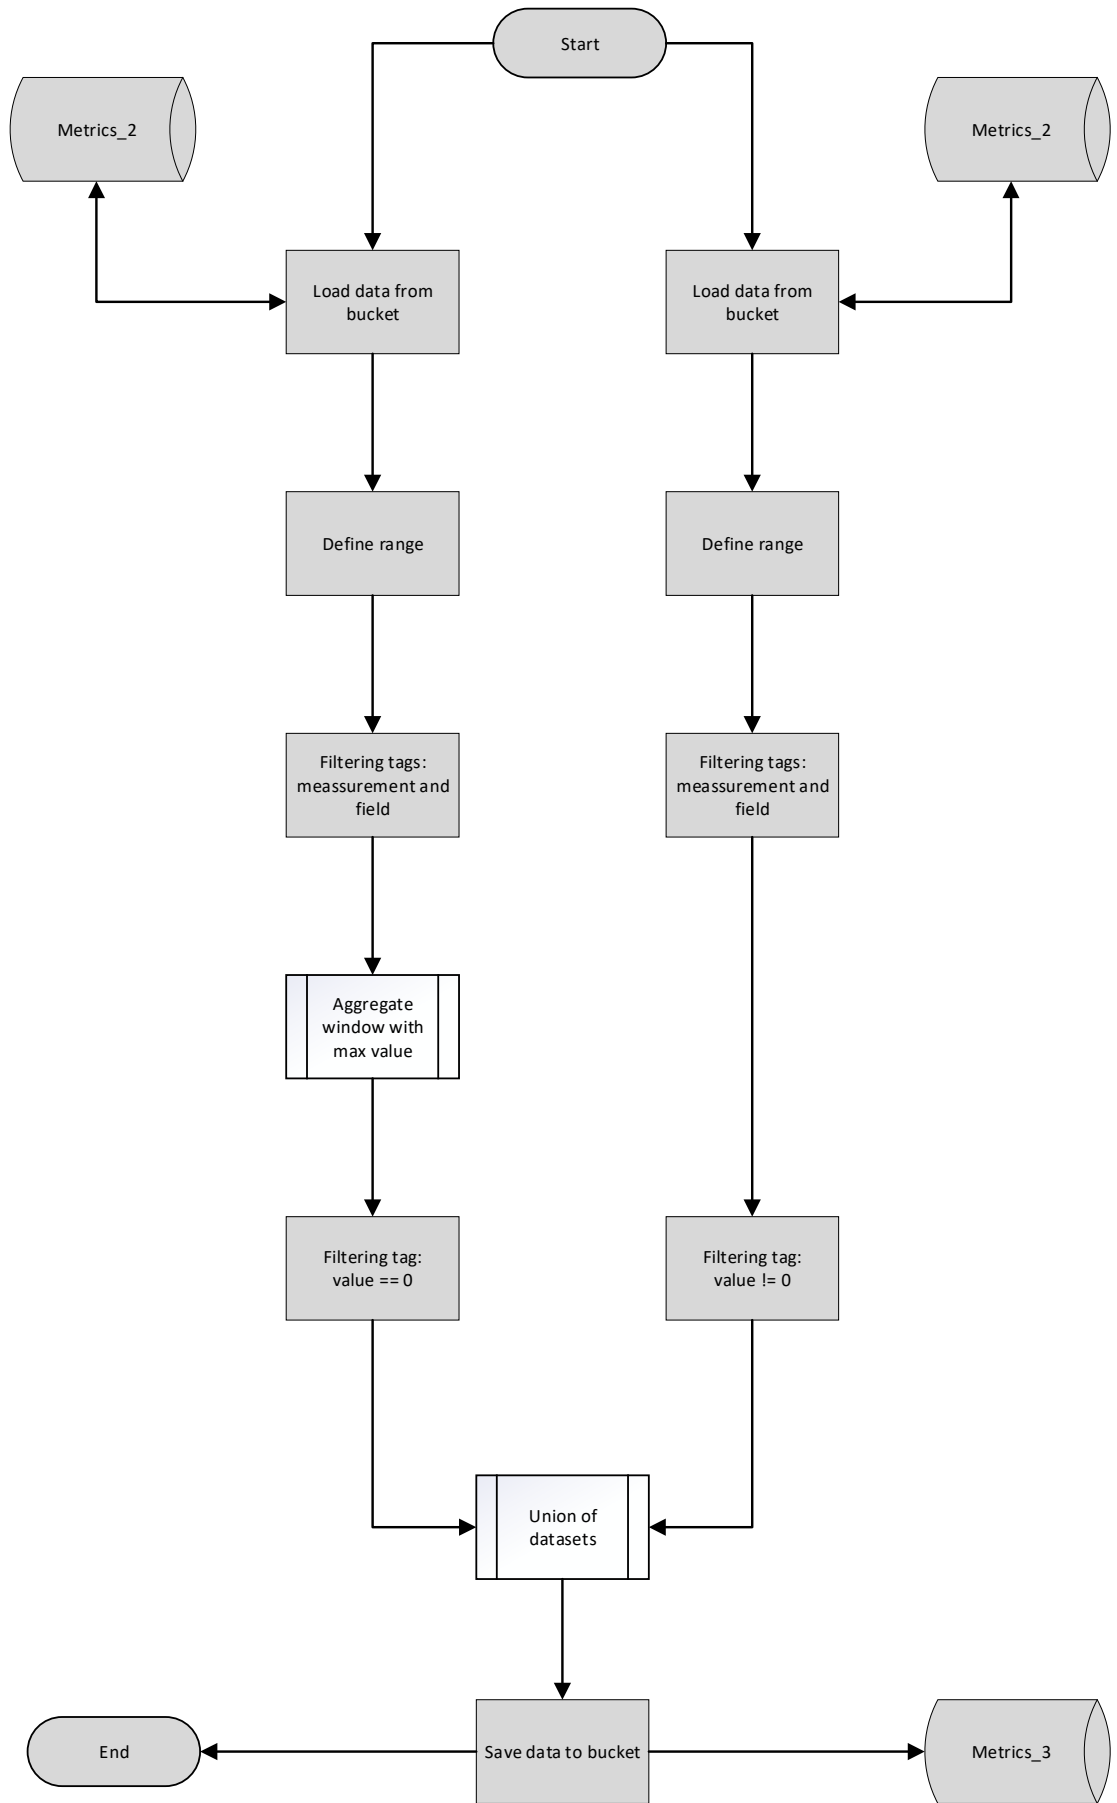 Start
Metrics_2
Metrics_2
Load data from
bucket
Load data from
bucket
Define range
Define range
Filtering tags:
meassurement and
field
Filtering tags:
meassurement and
field
Aggregate
window with
max value
Filtering tag:
value == 0
Filtering tag:
value != 0
Union of
datasets
End
Save data to bucket
Metrics_3